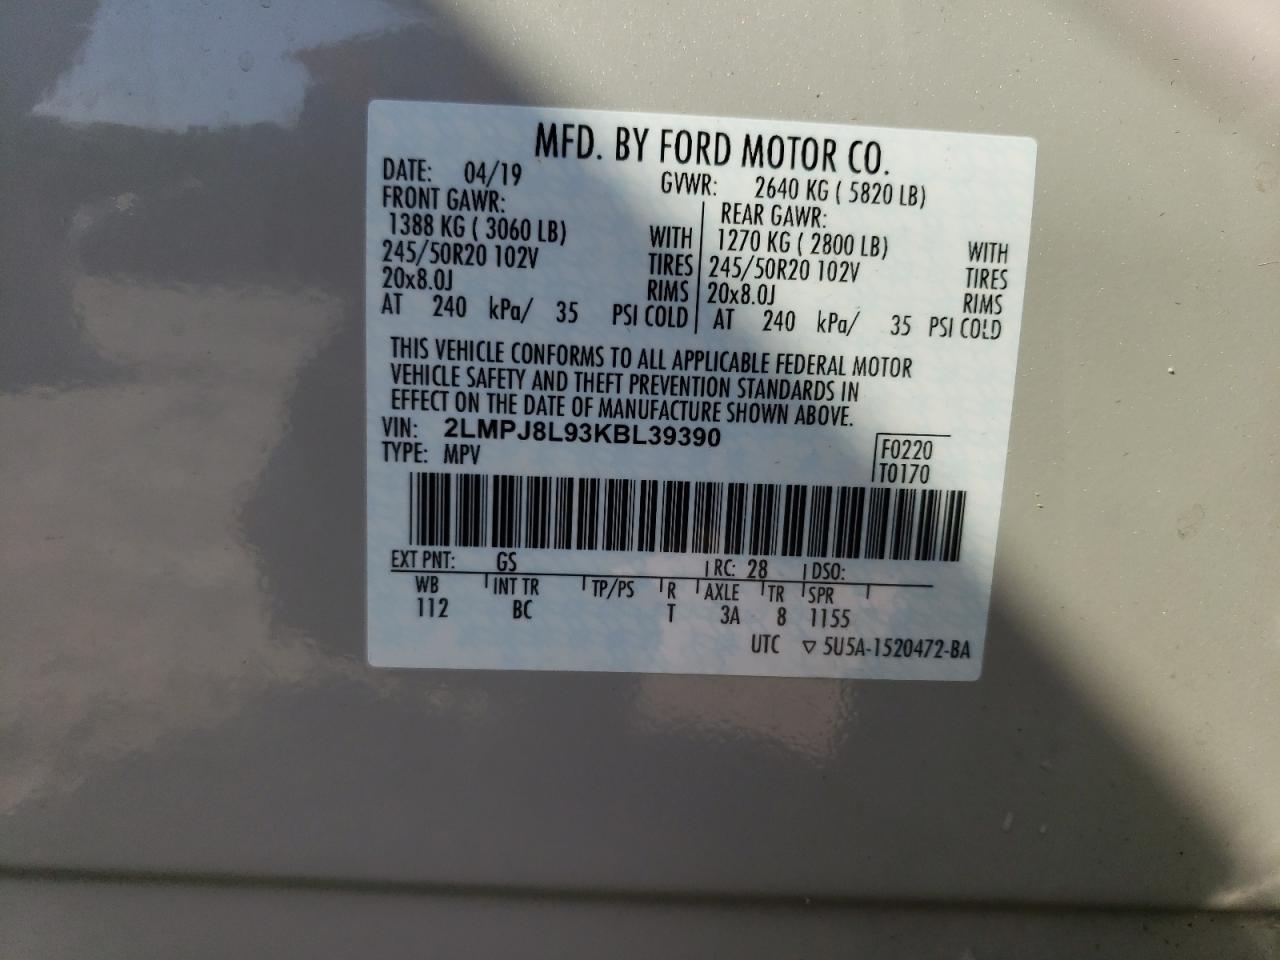 MFD. BY FORD MOTOR CO.
DATE: 04/19 GVWR: 2640 KG ( 5820 LB)
FRONT GAWR: REAR GAWR:
1388 KG ( 3060 LB) WITH 1270 KG ( 2800 LB) WITH
245/50R20 102V TIRES 245/50R20 102V TIRES
20x8.0J RIMS 20x8.0J RIMS
AT 240 kPa/ 35 PSI COLD AT 240 kPa/ 35 PSI COLD
THIS VEHICLE CONFORMS TO ALL APPLICABLE FEDERAL MOTOR
VEHICLE SAFETY AND THEFT PREVENTION STANDARDS IN
EFFECT ON THE DATE OF MANUFACTURE SHOWN ABOVE.
VIN: 2LMPJ8L93KBL39390
TYPE: MPV
F0220
T0170
EXT PNT: GS RC: 28 DSO:
WB INT TR TP/PS R AXLE TR SPR
112 BC T 3A 8 1155
UTC ▽ 5U5A-1520472-BA